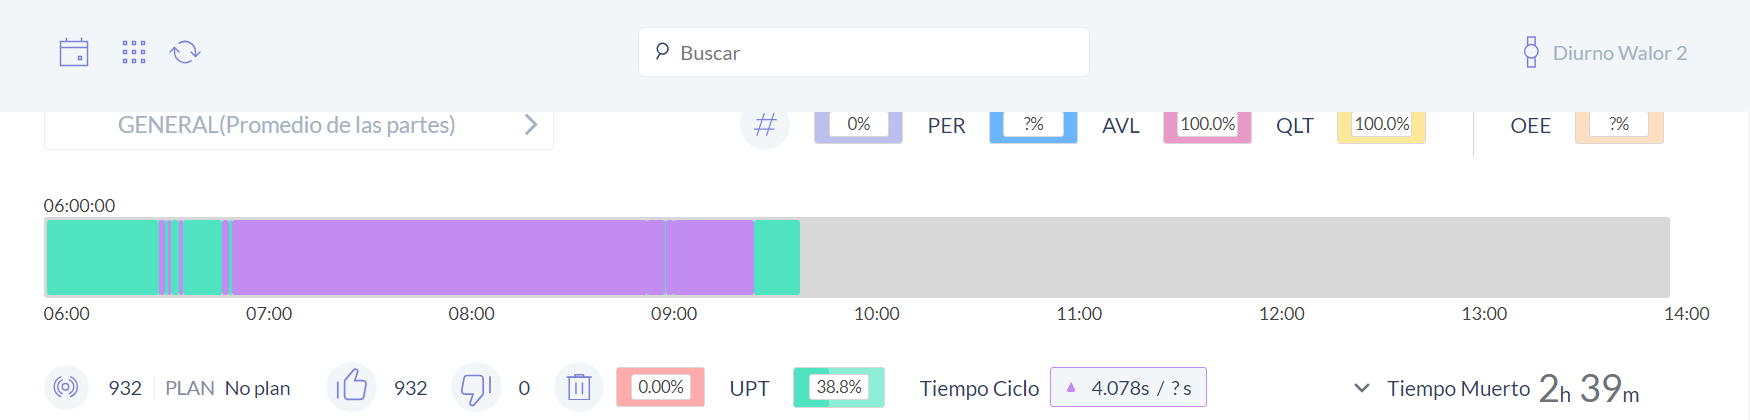 Buscar
Diurno Walor 2
GENERAL(Promedio de las partes)
# 0% PER ?% AVL 100.0% QLT 100.0% OEE ?%
06:00:00
06:00 07:00 08:00 09:00 10:00 11:00 12:00 13:00 14:00
932 PLAN No plan 932 0 0.00% UPT 38.8% Tiempo Ciclo 4.078s / ? s Tiempo Muerto 2h 39m